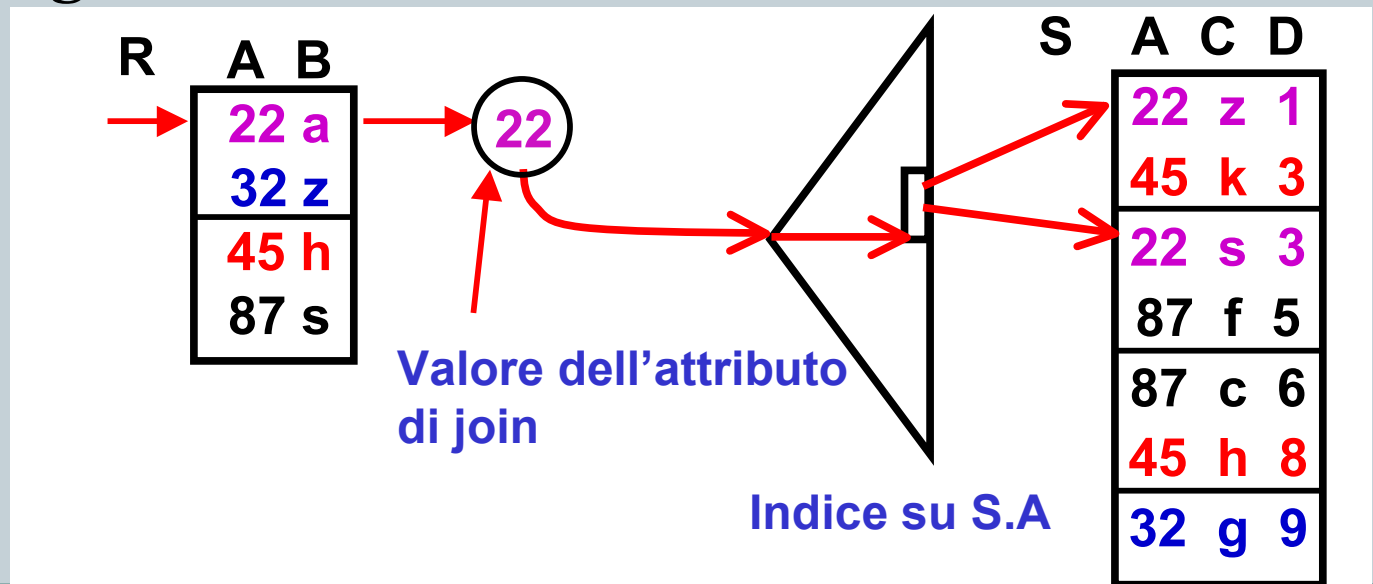 R A B
22 a
32 z
45 h
87 s
22
Valore dell’attributo
di join
Indice su S.A
S A C D
22 z 1
45 k 3
22 s 3
87 f 5
87 c 6
45 h 8
32 g 9